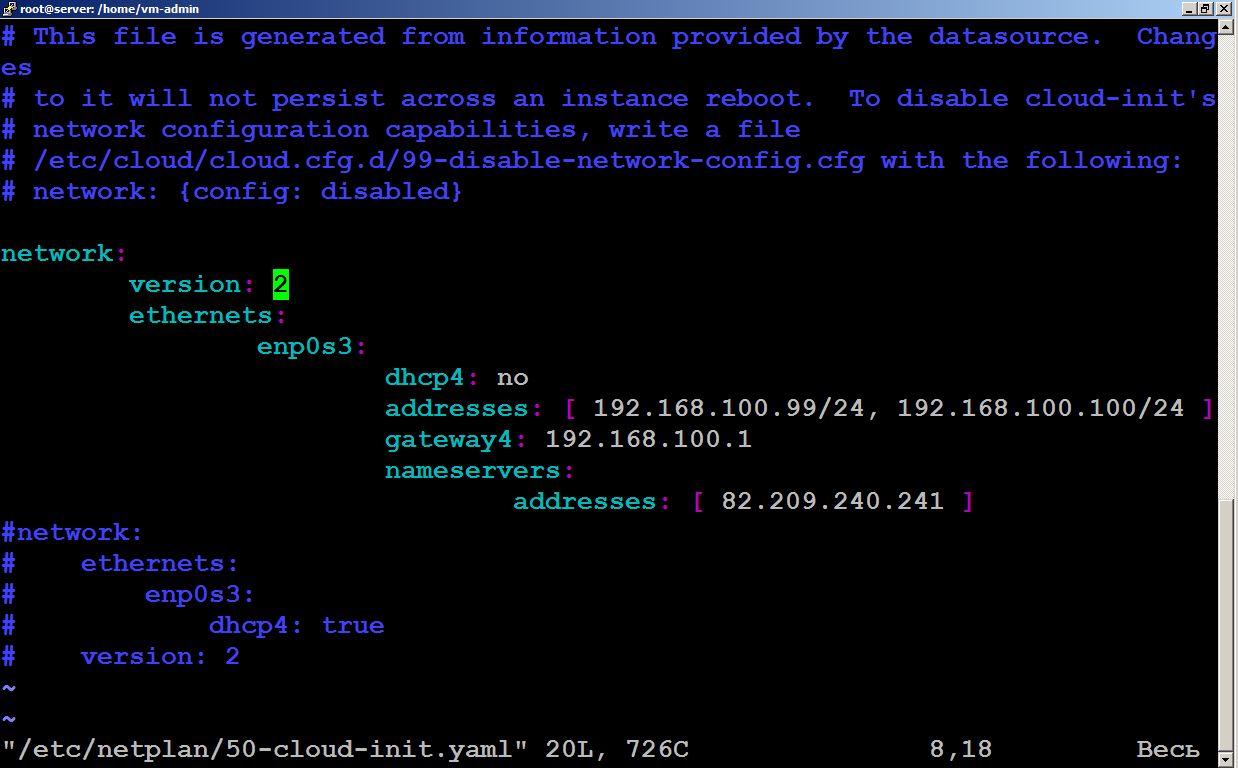 root@server: /home/vm-admin
# This file is generated from information provided by the datasource.  Chang
es
# to it will not persist across an instance reboot.  To disable cloud-init's
# network configuration capabilities, write a file
# /etc/cloud/cloud.cfg.d/99-disable-network-config.cfg with the following:
# network: {config: disabled}

network:
        version: 2
        ethernets:
                enp0s3:
                        dhcp4: no
                        addresses: [ 192.168.100.99/24, 192.168.100.100/24 ]
                        gateway4: 192.168.100.1
                        nameservers:
                                addresses: [ 82.209.240.241 ]
#network:
#    ethernets:
#        enp0s3:
#            dhcp4: true
#    version: 2
~
~
"/etc/netplan/50-cloud-init.yaml" 20L, 726C               8,18         Весь